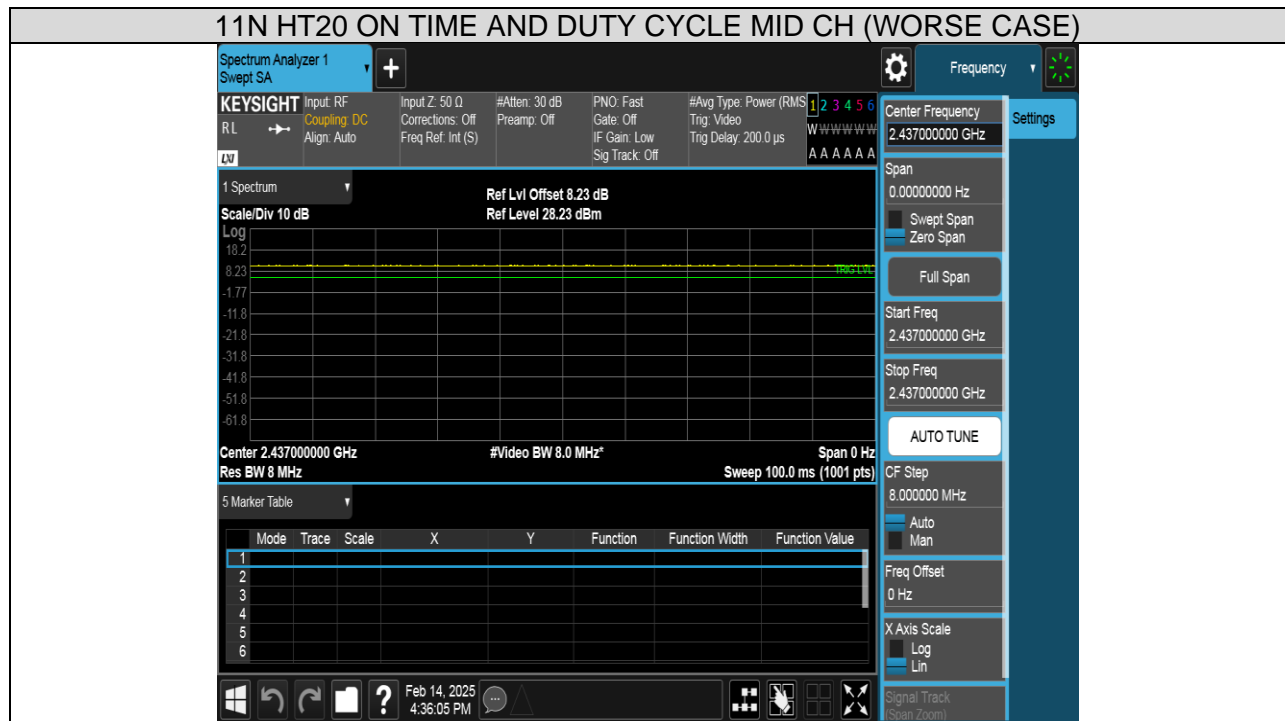 11N HT20 ON TIME AND DUTY CYCLE MID CH (WORSE CASE)
Spectrum Analyzer 1
Swept SA
+
Frequency
KEYSIGHT
RL
LXI
Input: RF
Coupling: DC
Align: Auto
Input Z: 50 Ω
Corrections: Off
Freq Ref: Int (S)
#Atten: 30 dB
Preamp: Off
PNO: Fast
Gate: Off
IF Gain: Low
Sig Track: Off
#Avg Type: Power (RMS
Trig: Video
Trig Delay: 200.0 µs
1 2 3 4 5 6
W W W W W W
A A A A A A
Center Frequency
2.437000000 GHz
Settings
Span
0.00000000 Hz
Swept Span
Zero Span
Full Span
Start Freq
2.437000000 GHz
Stop Freq
2.437000000 GHz
AUTO TUNE
CF Step
8.000000 MHz
Auto
Man
Freq Offset
0 Hz
X Axis Scale
Log
Lin
Signal Track
(Span Zoom)
1 Spectrum
Scale/Div 10 dB
Ref Lvl Offset 8.23 dB
Ref Level 28.23 dBm
Log
18.2
8.23
-1.77
-11.8
-21.8
-31.8
-41.8
-51.8
-61.8
TRIG LVL
Center 2.437000000 GHz
#Video BW 8.0 MHz*
Span 0 Hz
Res BW 8 MHz
Sweep 100.0 ms (1001 pts)
5 Marker Table
Mode Trace Scale X Y Function Function Width Function Value
1
2
3
4
5
6
?
Feb 14, 2025
4:36:05 PM